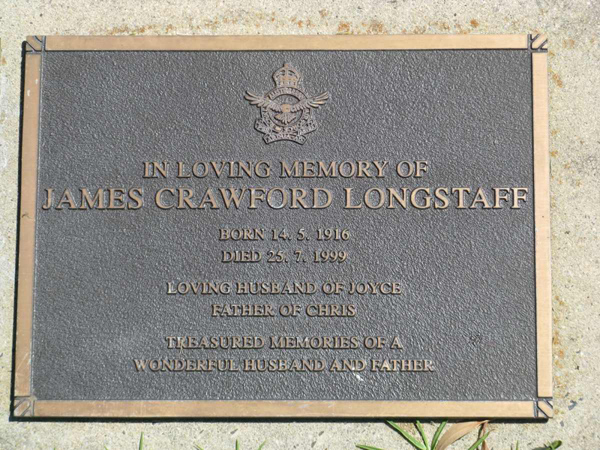 IN LOVING MEMORY OF
JAMES CRAWFORD LONGSTAFF
BORN 14. 5. 1916
DIED 25. 7. 1999
LOVING HUSBAND OF JOYCE
FATHER OF CHRIS
TREASURED MEMORIES OF A
WONDERFUL HUSBAND AND FATHER